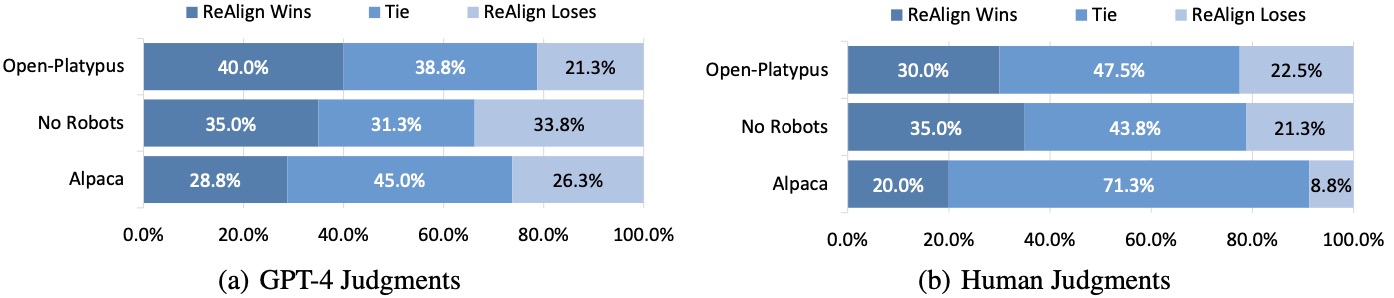 ReAlign Wins Tie ReAlign Loses
Open-Platypus 40.0% 38.8% 21.3%
No Robots 35.0% 31.3% 33.8%
Alpaca 28.8% 45.0% 26.3%
0.0% 20.0% 40.0% 60.0% 80.0% 100.0%
(a) GPT-4 Judgments
ReAlign Wins Tie ReAlign Loses
Open-Platypus 30.0% 47.5% 22.5%
No Robots 35.0% 43.8% 21.3%
Alpaca 20.0% 71.3% 8.8%
0.0% 20.0% 40.0% 60.0% 80.0% 100.0%
(b) Human Judgments